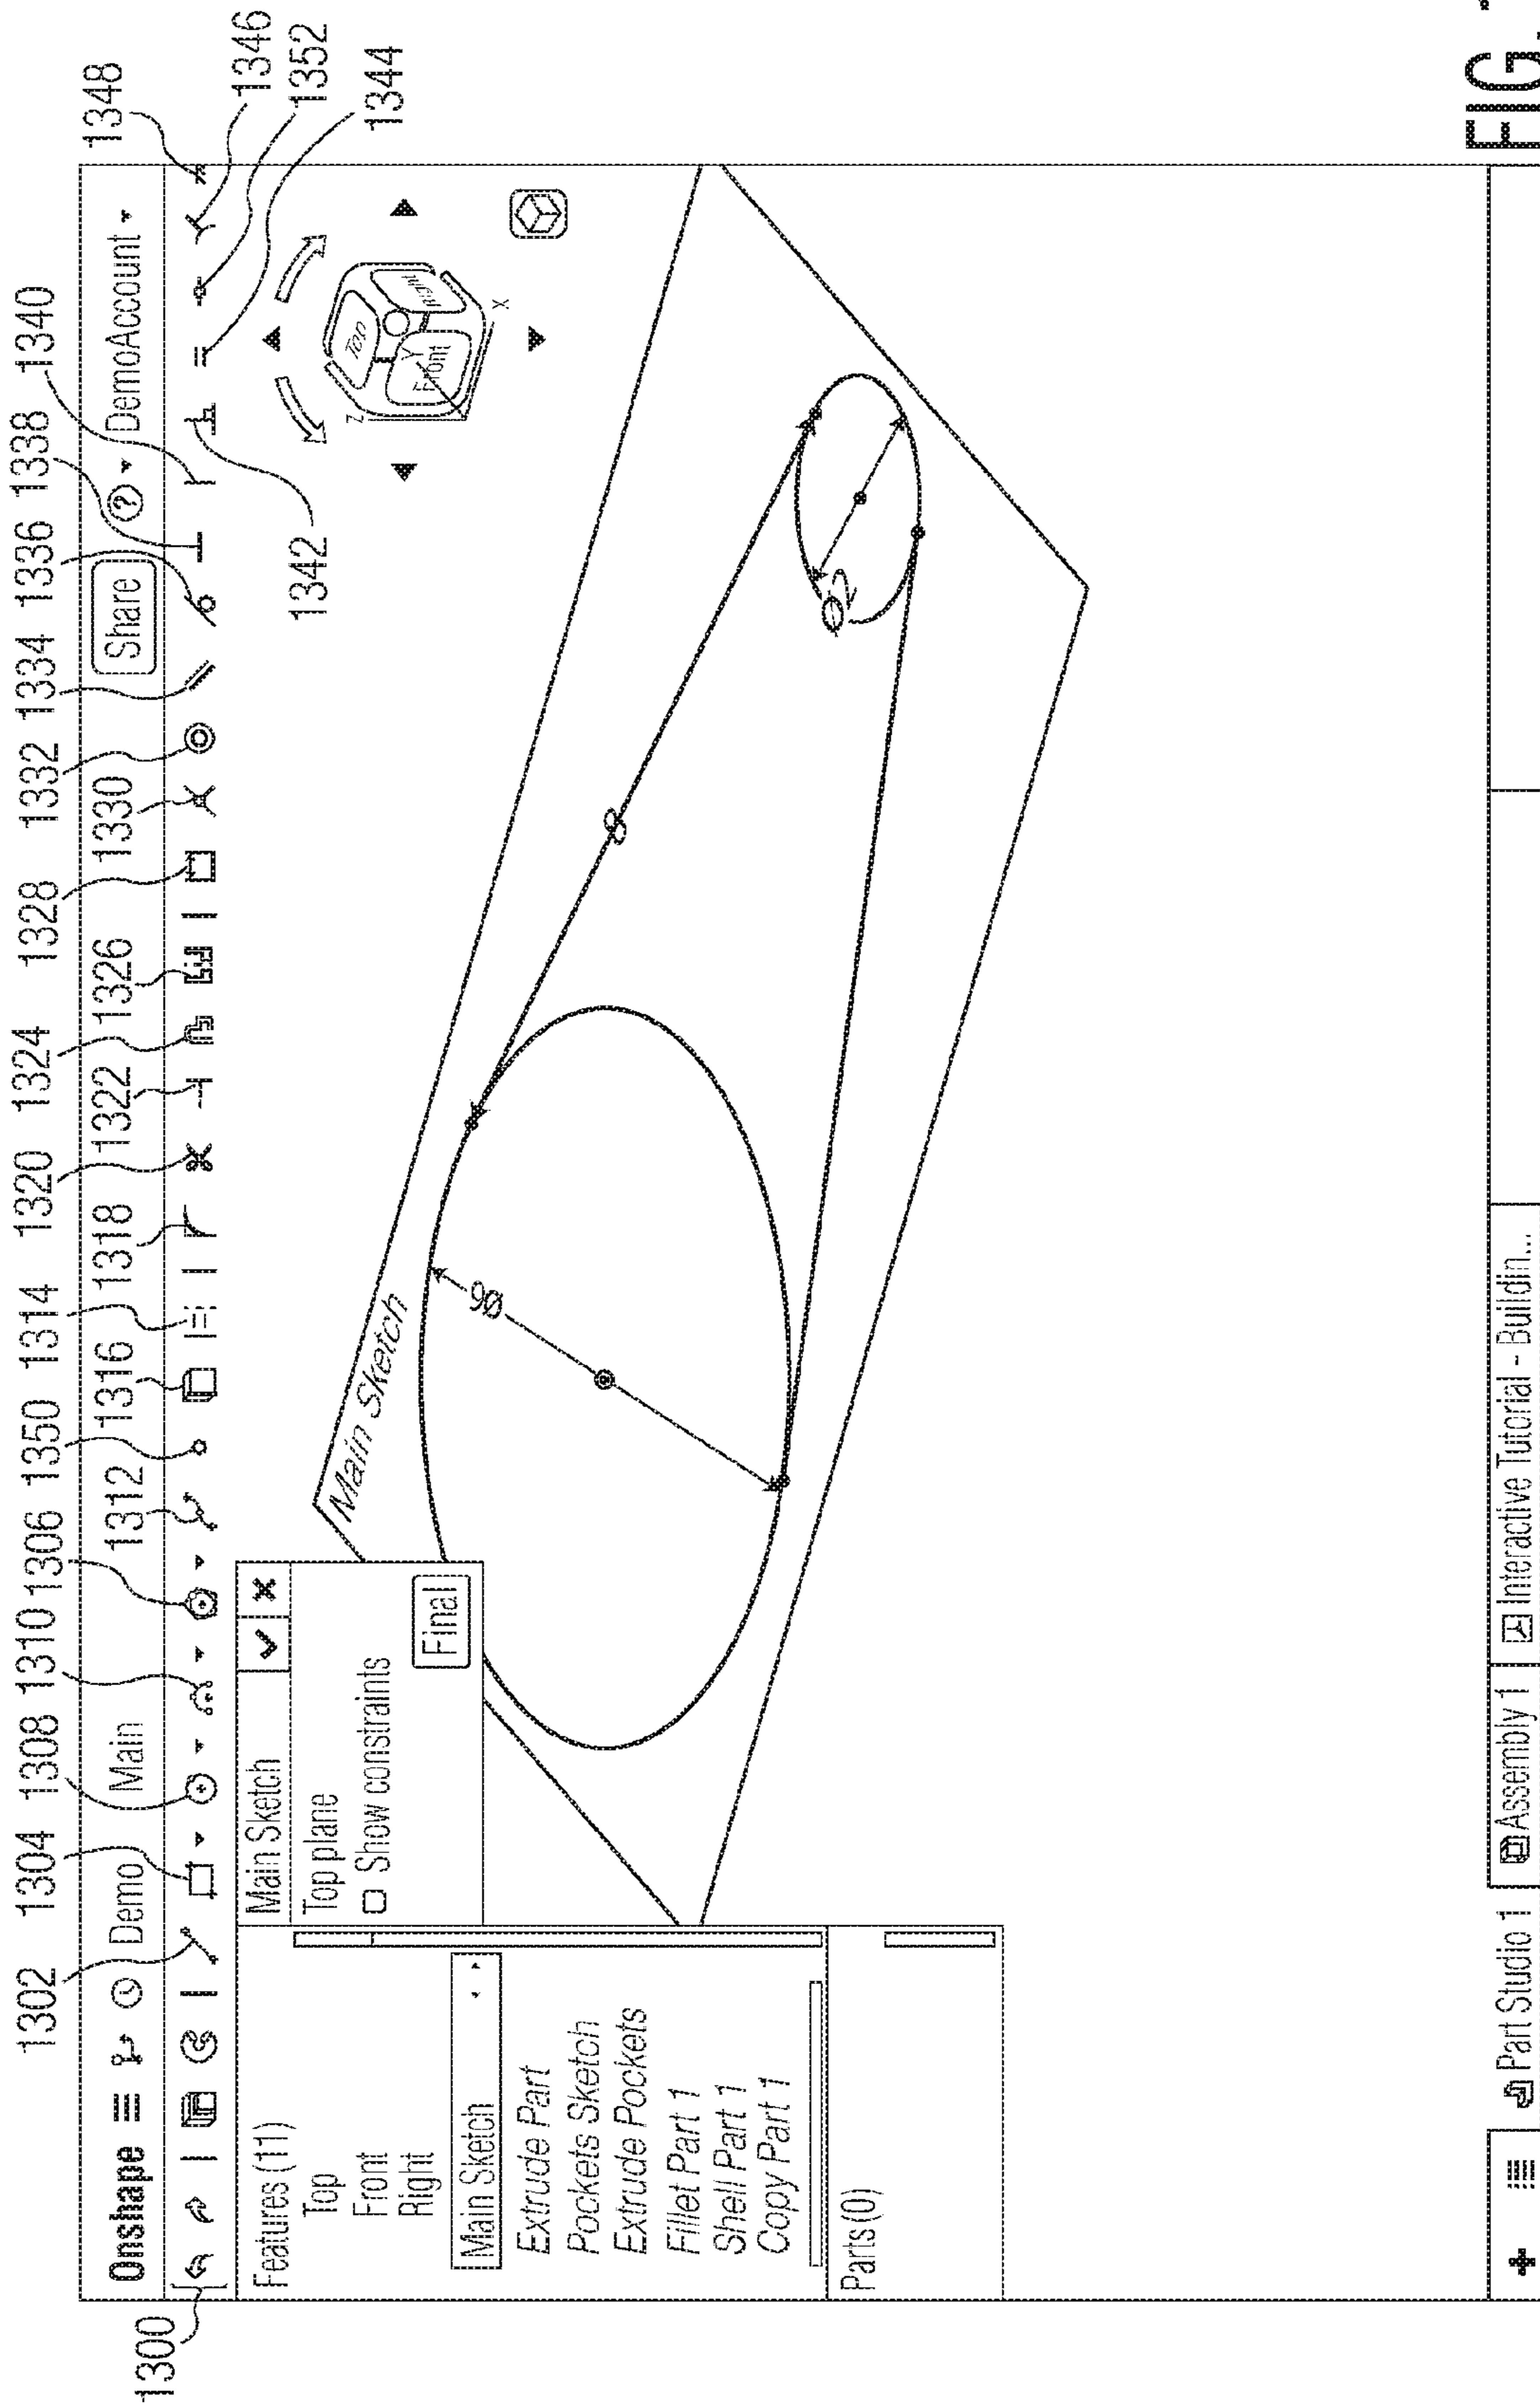 1302 1304 1308 1310 1306 1350 1314 1320 1324 1328 1332 1334 1336 1338 1340
1312 1316 1318 1322 1326 1330
1348
1346
1352
1344
1342
1300
Onshape Demo Main Share ? DemoAccount
Features (11)
Top
Front
Right
Main Sketch
Extrude Part
Pockets Sketch
Extrude Pockets
Fillet Part 1
Shell Part 1
Copy Part 1
Parts (0)
Main Sketch
Top plane
Show constraints
Final
Main Sketch
8
Top
Front
Right
Z
Y
X
Part Studio 1 Assembly 1 Interactive Tutorial - Buildin...
FIG.